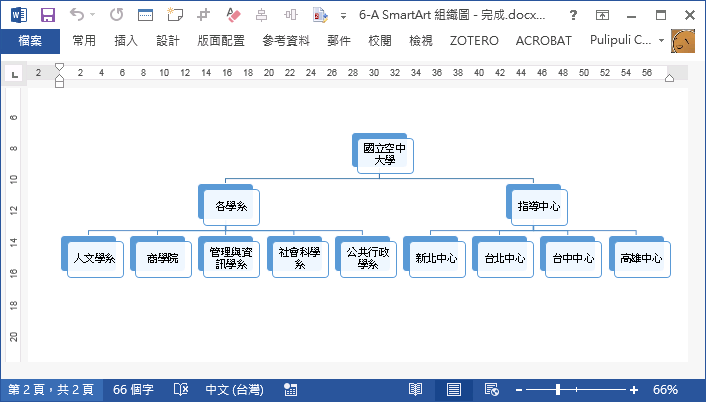 6-A SmartArt 組織圖 - 完成.docx...
檔案 常用 插入 設計 版面配置 參考資料 郵件 校閱 檢視 ZOTERO ACROBAT Pulipuli C...
L 2 2 4 6 8 10 12 14 16 18 20 22 24 26 28 30 32 34 36 38 40 42 44 46 48 50 52 54 56
6
8
10
12
14
16
18
20
國立空中
大學
各學系 指導中心
人文學系 商學院 管理與資
訊學系 社會科學
系 公共行政
學系 新北中心 台北中心 台中中心 高雄中心
第 2 頁，共 2 頁 66 個字 中文 (台灣) 66%